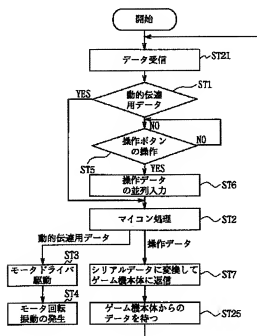 開始
データ受信
ST21
動的伝達
用データ
ST1
YES
NO
操作ボタン
の操作
NO
ST5
YES
操作データ
の並列入力
ST6
マイコン処理
ST2
動的伝達用データ
操作データ
ST3
モータドライバ
駆動
シリアルデータに変換して
ゲーム機本体に返信
ST7
ST4
モータ回転
振動の発生
ゲーム機本体からの
データを待つ
ST25